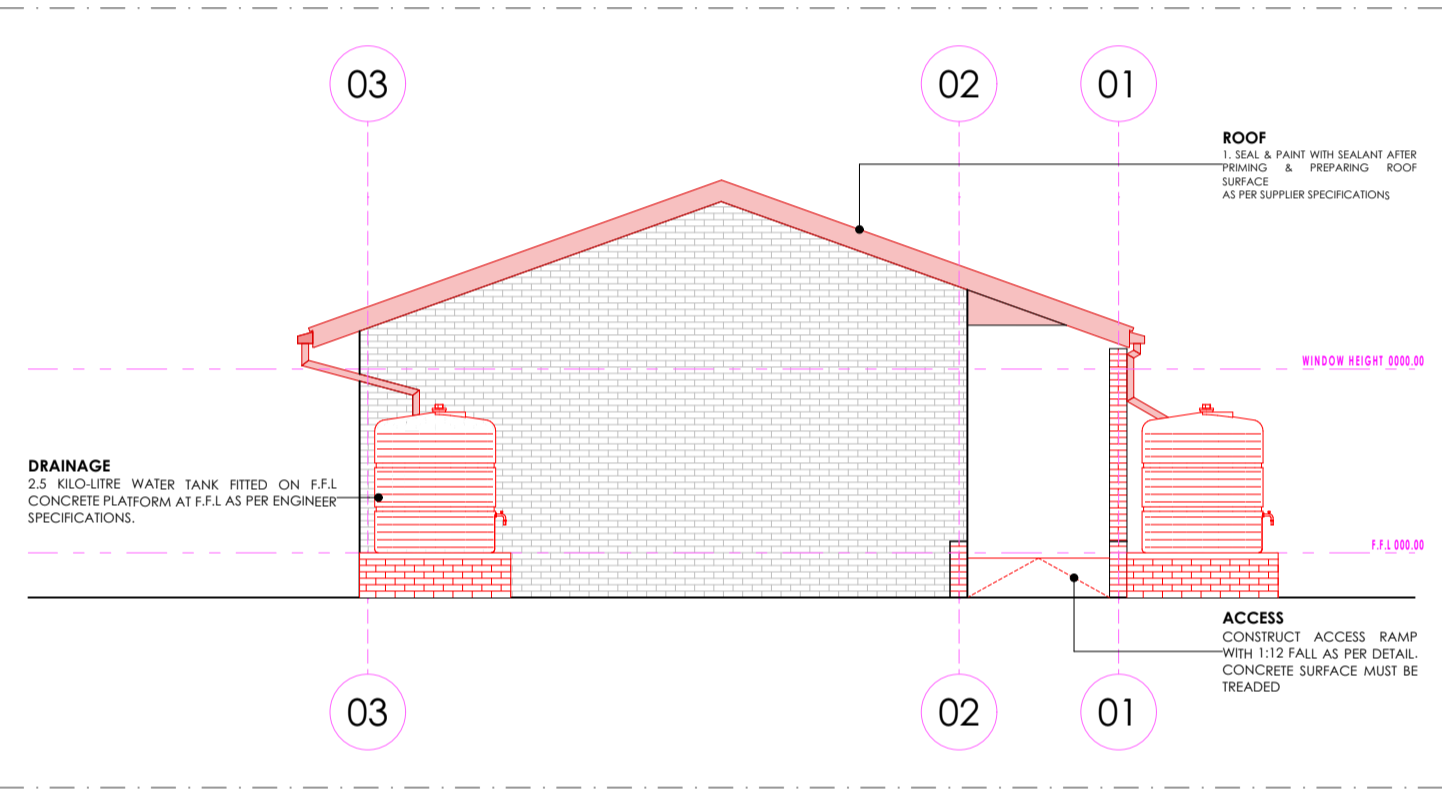 03
02
01
ROOF
1. SEAL & PAINT WITH SEALANT AFTER
PRIMING & PREPARING ROOF
SURFACE
AS PER SUPPLIER SPECIFICATIONS
WINDOW HEIGHT 0000.00
DRAINAGE
2.5 KILO-LITRE WATER TANK FITTED ON F.F.L
CONCRETE PLATFORM AT F.F.L AS PER ENGINEER
SPECIFICATIONS.
F.F.L 000.00
ACCESS
CONSTRUCT ACCESS RAMP
WITH 1:12 FALL AS PER DETAIL.
CONCRETE SURFACE MUST BE
TREADED
03
02
01